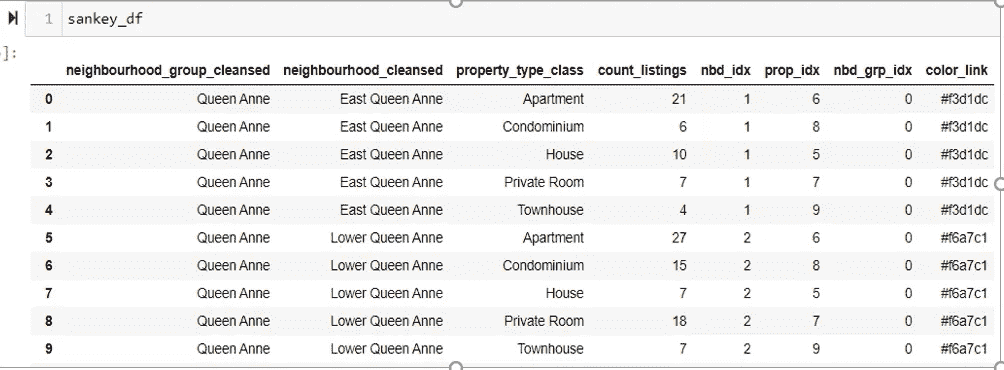 1 sankey_df
]:
neighbourhood_group_cleansed neighbourhood_cleansed property_type_class count_listings nbd_idx prop_idx nbd_grp_idx color_link
0 Queen Anne East Queen Anne Apartment 21 1 6 0 #f3d1dc
1 Queen Anne East Queen Anne Condominium 6 1 8 0 #f3d1dc
2 Queen Anne East Queen Anne House 10 1 5 0 #f3d1dc
3 Queen Anne East Queen Anne Private Room 7 1 7 0 #f3d1dc
4 Queen Anne East Queen Anne Townhouse 4 1 9 0 #f3d1dc
5 Queen Anne Lower Queen Anne Apartment 27 2 6 0 #f6a7c1
6 Queen Anne Lower Queen Anne Condominium 15 2 8 0 #f6a7c1
7 Queen Anne Lower Queen Anne House 7 2 5 0 #f6a7c1
8 Queen Anne Lower Queen Anne Private Room 18 2 7 0 #f6a7c1
9 Queen Anne Lower Queen Anne Townhouse 7 2 9 0 #f6a7c1